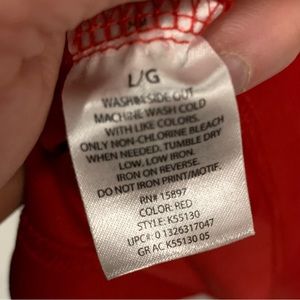 L/G
WASH INSIDE OUT
MACHINE WASH COLD
WITH LIKE COLORS.
ONLY NON-CHLORINE BLEACH
WHEN NEEDED. TUMBLE DRY
LOW. LOW IRON.
IRON ON REVERSE.
DO NOT IRON PRINT/MOTIF.
RN# 15897
COLOR: RED
STYLE: K55130
UPC#: 0 1326317047
GR AC K55130 05